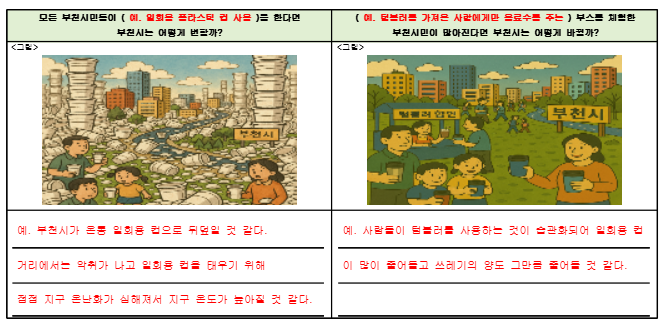 모든 부천시민들이 ( 예. 일회용 플라스틱 컵 사용 )을 한다면
부천시는 어떻게 변할까?
<그림>
부천시
예. 부천시가 온통 일회용 컵으로 뒤덮일 것 같다.
거리에서는 악취가 나고 일회용 컵을 태우기 위해
점점 지구 온난화가 심해져서 지구 온도가 높아질 것 같다.
( 예. 텀블러를 가져온 사람에게만 음료수를 주는 ) 부스를 체험한
부천시민이 많아진다면 부천시는 어떻게 바뀔까?
<그림>
텀블러 할인
부천시
예. 사람들이 텀블러를 사용하는 것이 습관화되어 일회용 컵
이 많이 줄어들고 쓰레기의 양도 그만큼 줄어들 것 같다.